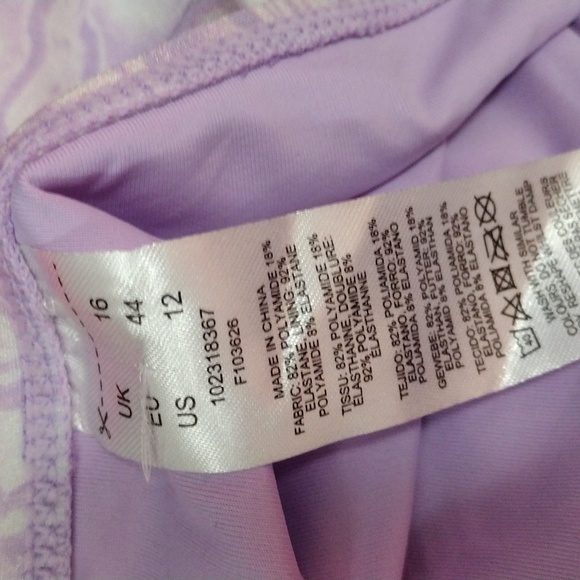 UK 16
EU 44
US 12
102318367
F103626
MADE IN CHINA
FABRIC: 82% POLYAMIDE 18%
ELASTANE, LINING: 92%
POLYAMIDE 8% ELASTANE
TISSU: 82% POLYAMIDE 18%
ELASTHANNE, DOUBLURE:
92% POLYAMIDE 8%
ELASTHANNE
TEJIDO: 82% POLIAMIDA 18%
ELASTANO, FORRO: 92%
POLIAMIDA 8% ELASTANO
GEWEBE: 82% POLYAMID 18%
ELASTHAN, FUTTER: 92%
POLYAMID 8% ELASTHAN
TECIDO: 82% POLIAMIDA 18%
ELASTANO, FORRO: 92%
POLIAMIDA 8% ELASTANO
WASH WITH SIMILAR
COLOURS, DO NOT TUMBLE
DRY, RESHAPE WHILST DAMP